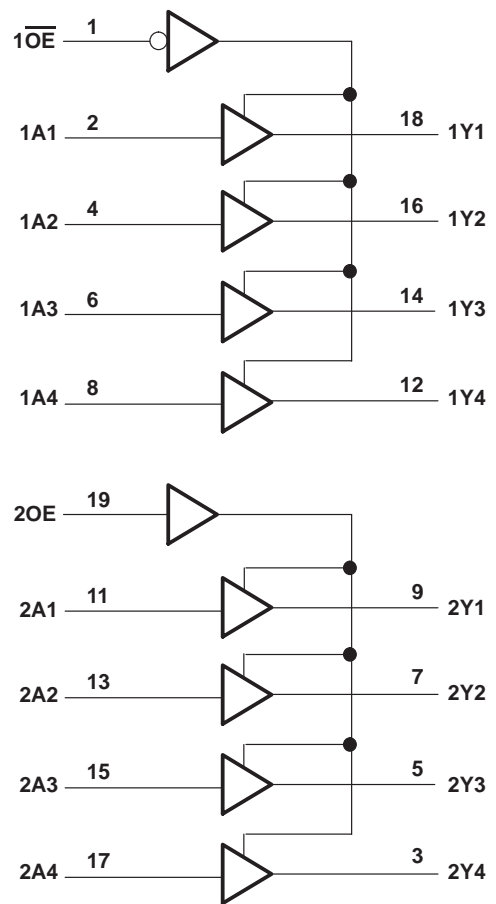 1O̅E̅ 1
1A1 2 18 1Y1
1A2 4 16 1Y2
1A3 6 14 1Y3
1A4 8 12 1Y4
2OE 19
2A1 11 9 2Y1
2A2 13 7 2Y2
2A3 15 5 2Y3
2A4 17 3 2Y4